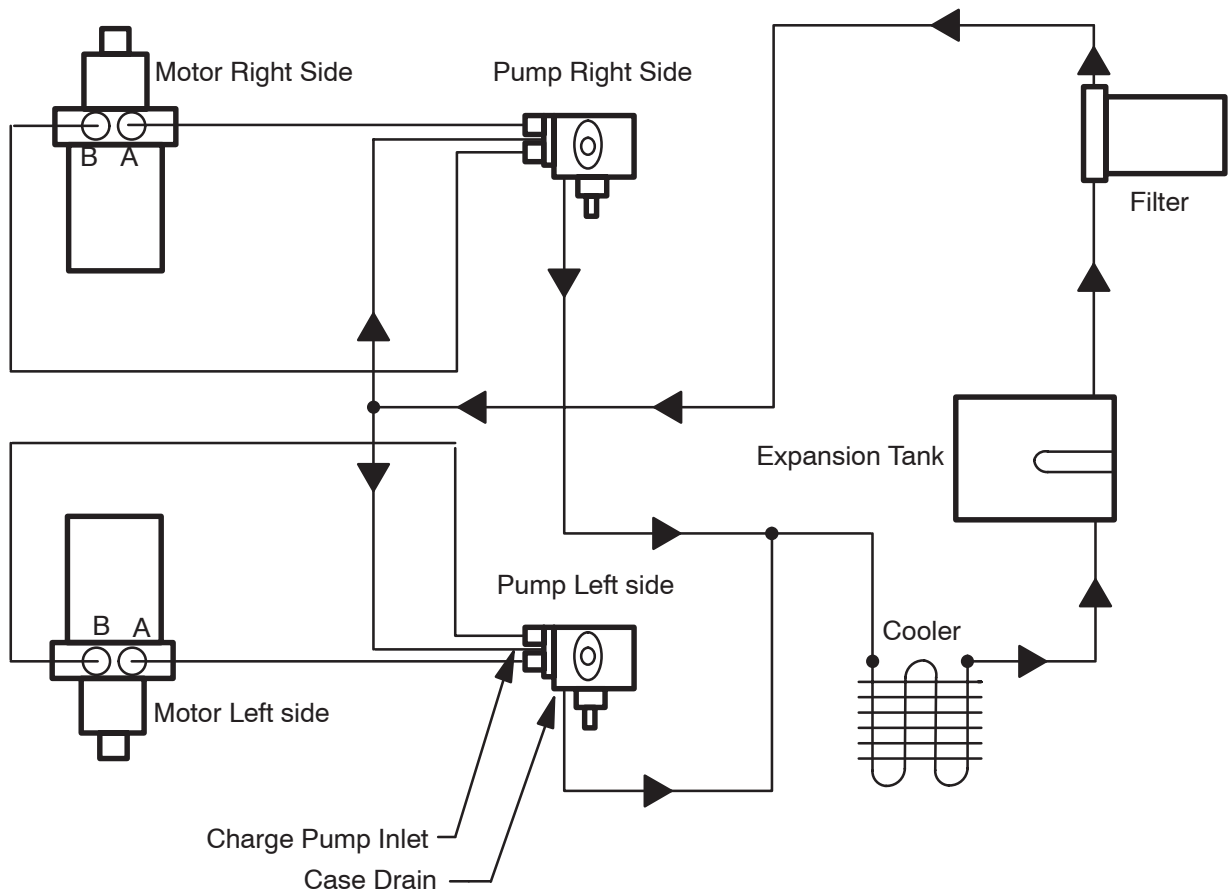 Motor Right Side
Pump Right Side
B
A
Filter
Expansion Tank
Pump Left side
B
A
Cooler
Motor Left side
Charge Pump Inlet
Case Drain